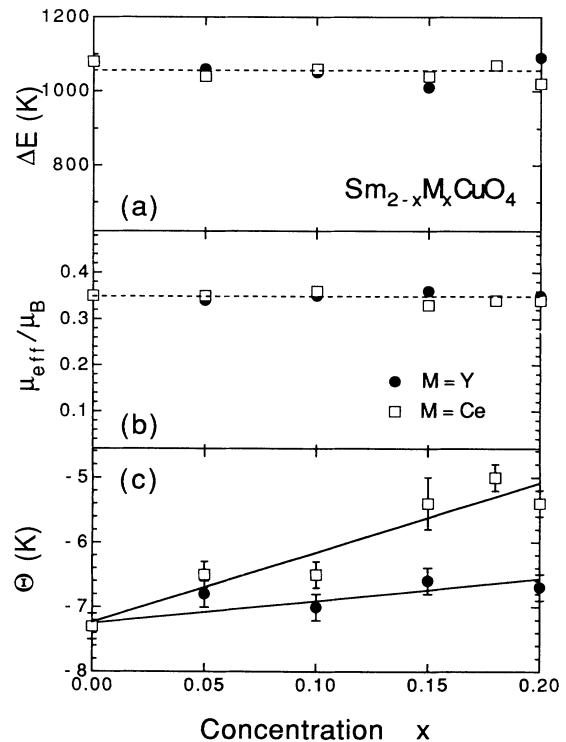 1200
1000
800
ΔE (K)
(a)
Sm2-xMxCuO4
0.4
0.3
0.2
0.1
μeff/μB
M = Y
M = Ce
(b)
(c)
-5
-6
-7
-8
Θ (K)
0.00 0.05 0.10 0.15 0.20
Concentration x